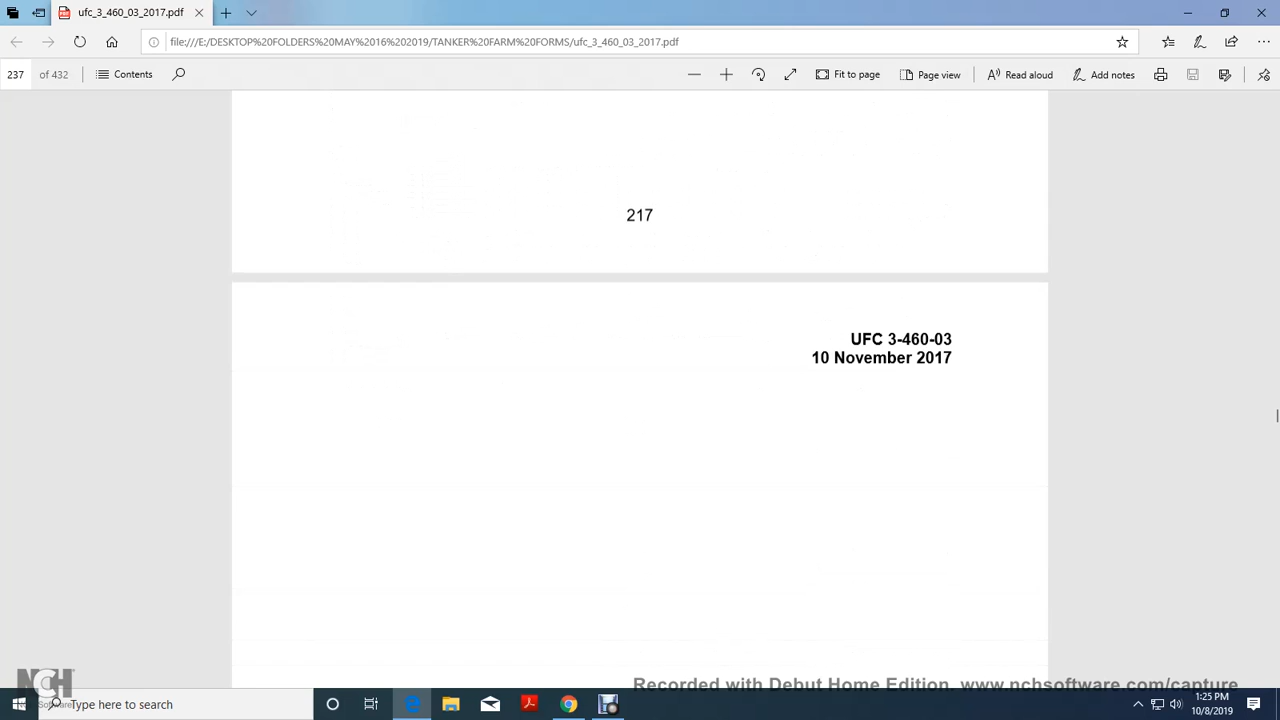 ufc_3_460_03_2017.pdf
file:///E:/DESKTOP%20FOLDERS%20MAY%2016%202019/TANKER%20FARM%20FORMS/ufc_3_460_03_2017.pdf
237 of 432 Contents Fit to page Page view Read aloud Add notes
217
UFC 3-460-03
10 November 2017
NCH®
Recorded with Debut Home Edition. www.nchsoftware.com/capture
Type here to search
1:25 PM
10/8/2019